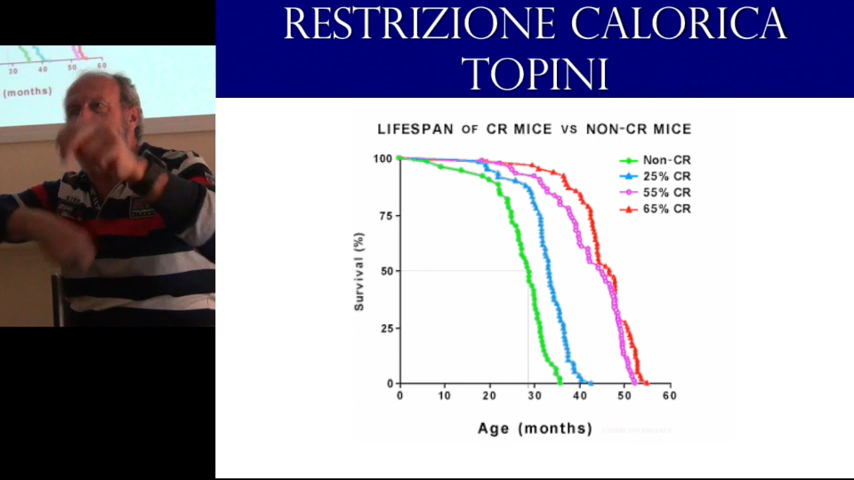 RESTRIZIONE CALORICA
TOPINI
30 40 50 60
(months)
LIFESPAN OF CR MICE VS NON-CR MICE
Non-CR
25% CR
55% CR
65% CR
100
75
50
25
0
Survival (%)
0 10 20 30 40 50 60
Age (months)